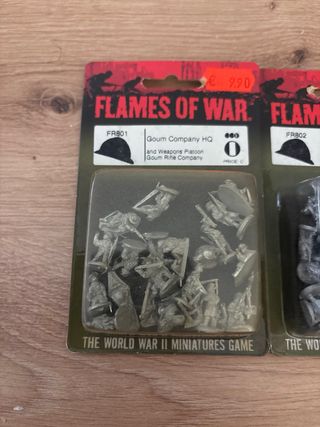 € 9.90
FLAMES OF WAR.
FLAMES
FR801
Goum Company HQ
and Weapons Platoon
Goum Rifle Company
PRICE: C
FR802
THE WORLD WAR II MINIATURES GAME
THE WO